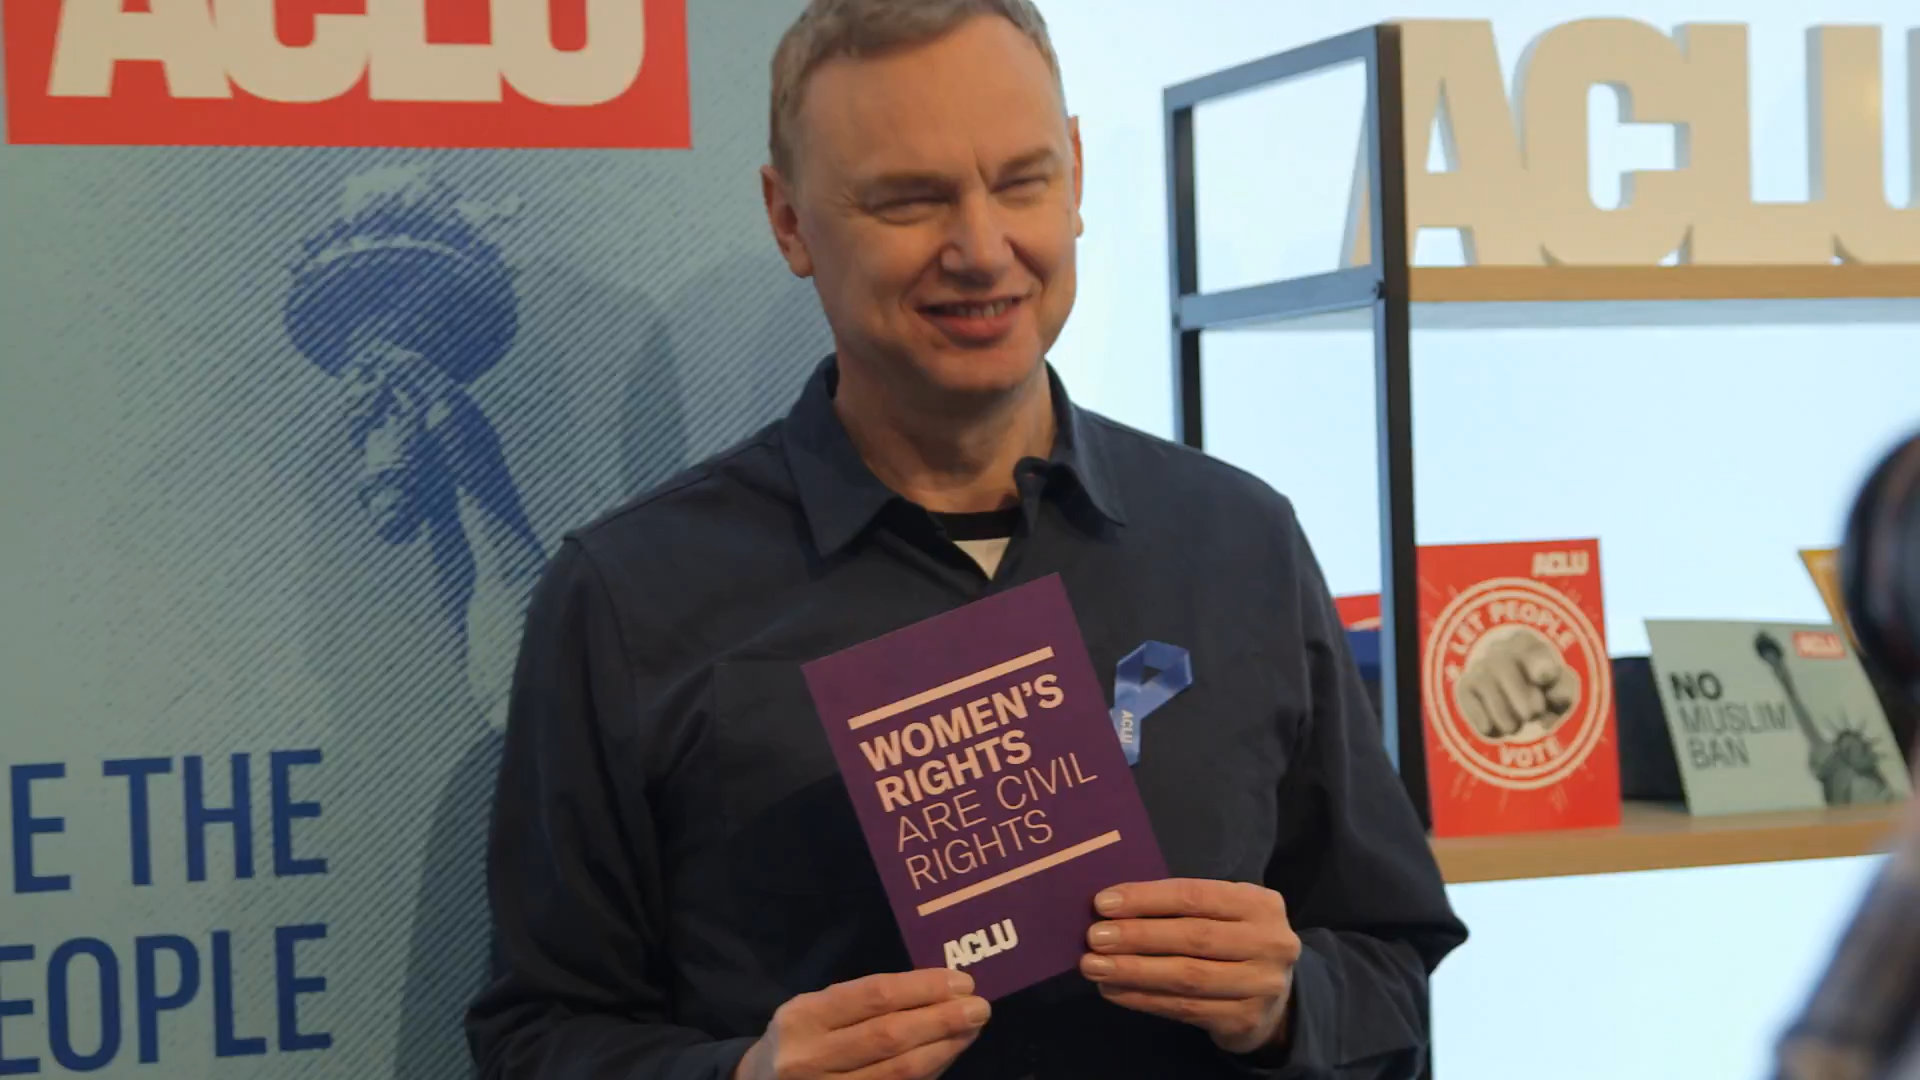 ACLU
E THE
EOPLE
WOMEN'S
RIGHTS
ARE CIVIL
RIGHTS
ACLU
ACLU
ACLU
ACLU
LET PEOPLE
VOTE
ACLU
NO
MUSLIM
BAN